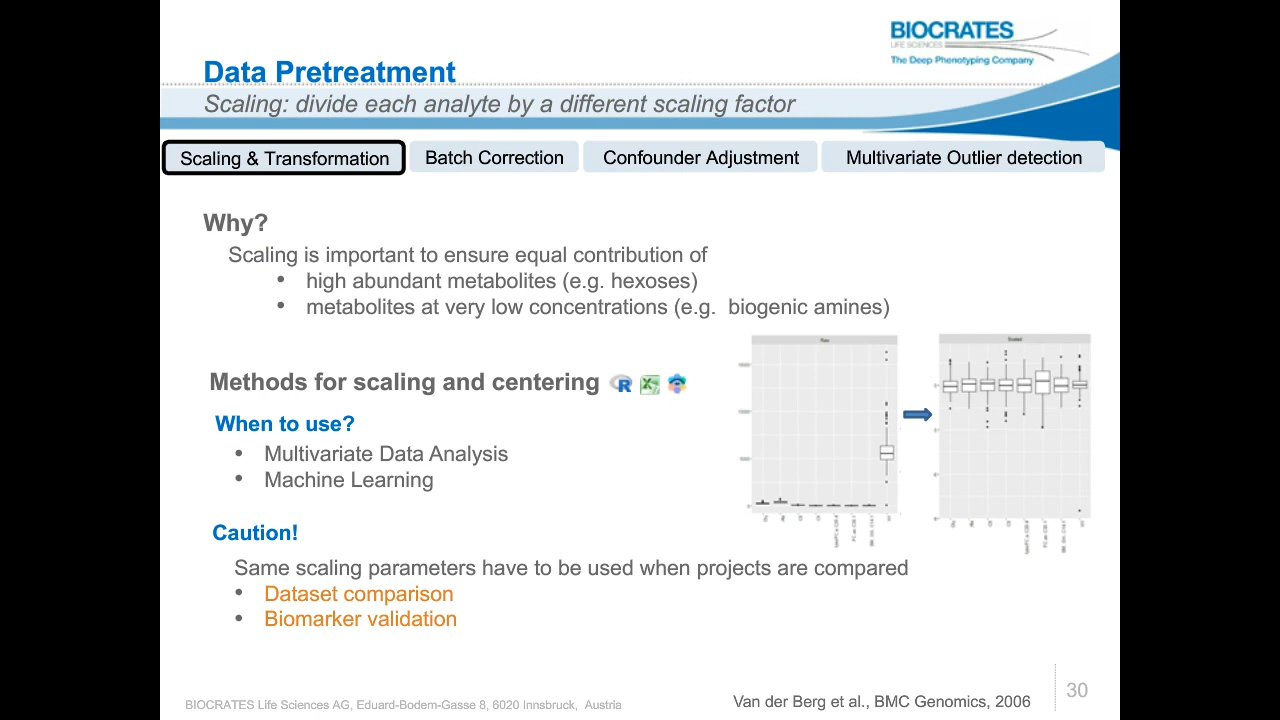 BIOCRATES
LIFE SCIENCES
The Deep Phenotyping Company
Data Pretreatment
Scaling: divide each analyte by a different scaling factor
Scaling & Transformation
Batch Correction
Confounder Adjustment
Multivariate Outlier detection
Why?
Scaling is important to ensure equal contribution of
• high abundant metabolites (e.g. hexoses)
• metabolites at very low concentrations (e.g. biogenic amines)
Raw
Scaled
Methods for scaling and centering
When to use?
• Multivariate Data Analysis
• Machine Learning
Caution!
Same scaling parameters have to be used when projects are compared
• Dataset comparison
• Biomarker validation
BIOCRATES Life Sciences AG, Eduard-Bodem-Gasse 8, 6020 Innsbruck, Austria
Van der Berg et al., BMC Genomics, 2006
30